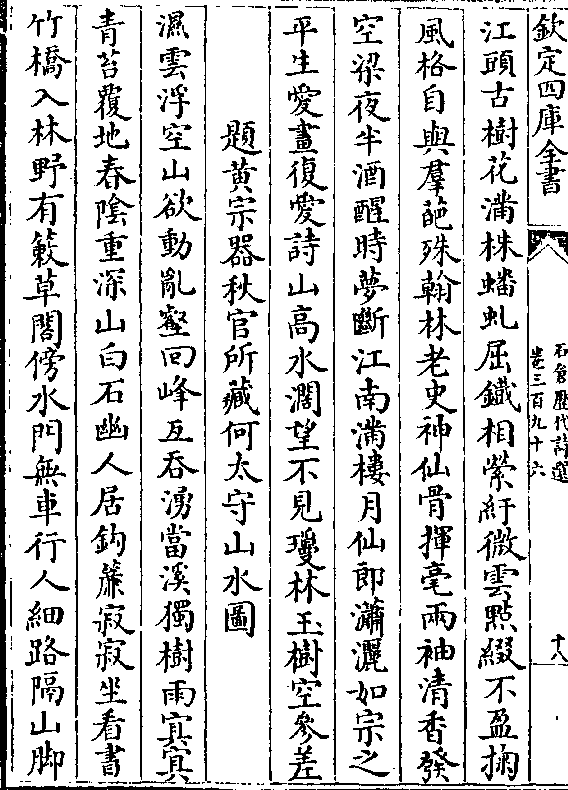 欽定四庫全書
石倉歷代詩選
卷三百九十六
十八
江頭古樹花滿株蟠虬屈鐵相縈紆微雲㸃綴不盈掬
風格自與羣葩殊翰林老史神仙骨揮毫兩袖清香發
空梁夜半酒醒時夢斷江南滿樓月仙郎瀟灑如宗之
平生愛畫復愛詩山高水濶望不見瓊林玉樹空參差
題黄宗器秋官所藏何太守山水圖
濕雲浮空山欲動亂壑回峰互吞湧當溪獨樹雨㝠㝠
青苔覆地春陰重深山白石幽人居鈎簾寂寂坐看書
竹橋入林野有簌草閣傍水門無車行人細路隔山脚